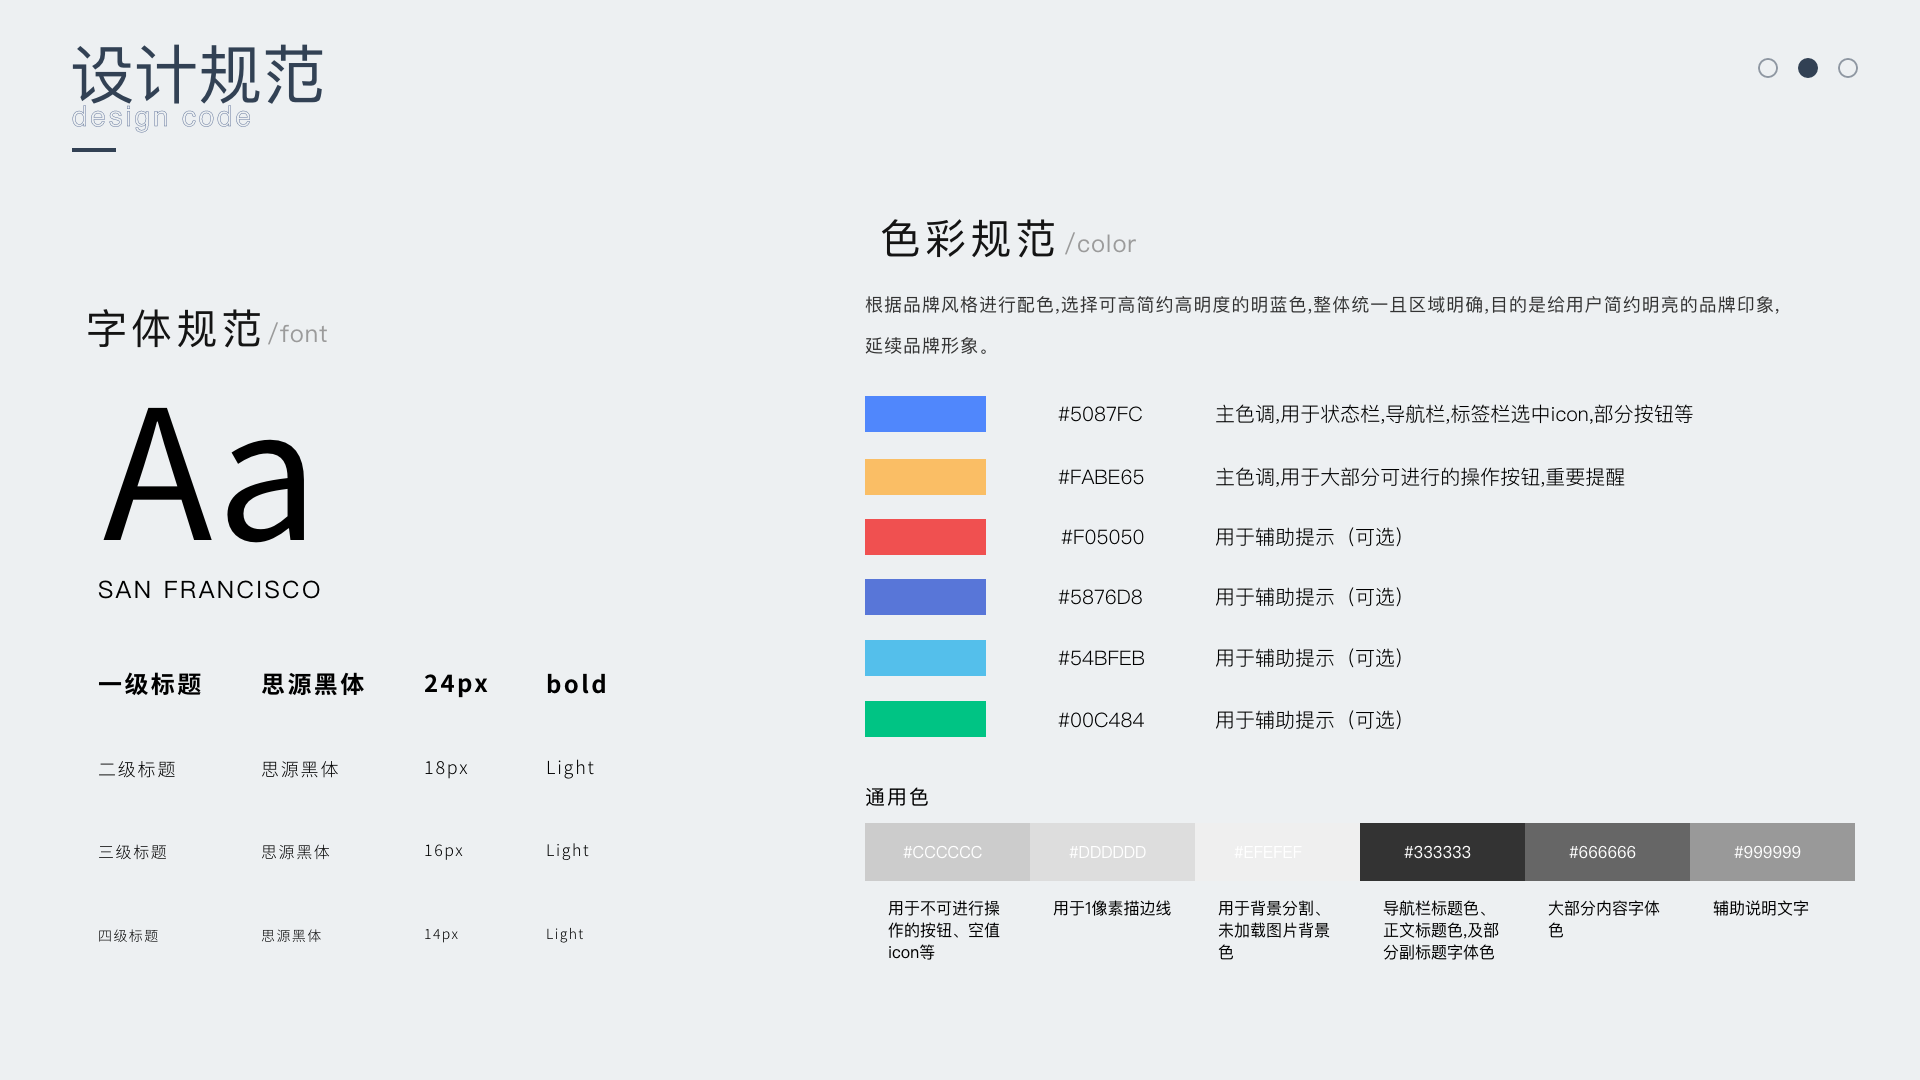 设计规范
design code
字体规范/font
Aa
SAN FRANCISCO
一级标题 思源黑体 24px bold
二级标题 思源黑体 18px Light
三级标题 思源黑体 16px Light
四级标题 思源黑体 14px Light
色彩规范/color
根据品牌风格进行配色,选择可高简约高明度的明蓝色,整体统一且区域明确,目的是给用户简约明亮的品牌印象,
延续品牌形象。
#5087FC 主色调,用于状态栏,导航栏,标签栏选中icon,部分按钮等
#FABE65 主色调,用于大部分可进行的操作按钮,重要提醒
#F05050 用于辅助提示（可选）
#5876D8 用于辅助提示（可选）
#54BFEB 用于辅助提示（可选）
#00C484 用于辅助提示（可选）
通用色
#CCCCCC #DDDDDD #EFEFEF #333333 #666666 #999999
用于不可进行操
作的按钮、空值
icon等
用于1像素描边线
用于背景分割、
未加载图片背景
色
导航栏标题色、
正文标题色,及部
分副标题字体色
大部分内容字体
色
辅助说明文字